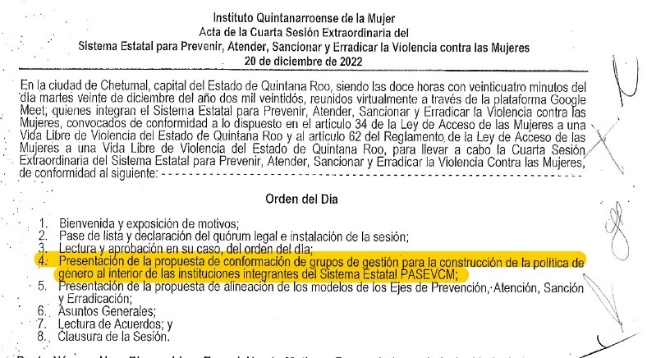 Instituto Quintanarroense de la Mujer
Acta de la Cuarta Sesión Extraordinaria del
Sistema Estatal para Prevenir, Atender, Sancionar y Erradicar la Violencia contra las Mujeres
20 de diciembre de 2022
En la ciudad de Chetumal, capital del Estado de Quintana Roo, siendo las doce horas con veinticuatro minutos del
día martes veinte de diciembre del año dos mil veintidós, reunidos virtualmente a través de la plataforma Google
Meet; quienes integran el Sistema Estatal para Prevenir, Atender, Sancionar y Erradicar la Violencia contra las
Mujeres, convocados de conformidad a lo dispuesto en el artículo 34 de la Ley de Acceso de las Mujeres a una
Vida Libre de Violencia del Estado de Quintana Roo y al artículo 62 del Reglamento, de la Ley de Acceso de las
Mujeres a una Vida Libre de Violencia del Estado de Quintana Roo, para llevar a cabo la Cuarta Sesión
Extraordinaria del Sistema Estatal para Prevenir, Atender, Sancionar y Erradicar la Violencia Contra las Mujeres,
de conformidad al siguiente: -
Orden del Día
1. Bienvenida y exposición de motivos;
2. Pase de lista y declaración del quórum legal e instalación de la sesión;
3. Lectura y aprobación en su caso, del orden del día;
4. Presentación de la propuesta de conformación de grupos de gestión para la construcción de la política de
género al interior de las instituciones integrantes del Sistema Estatal PASEVCM;
5. Presentación de la propuesta de alineación de los modelos de los Ejes de Prevención, Atención, Sanción
y Erradicación;
6. Asuntos Generales;
7. Lectura de Acuerdos; y
8. Clausura de la Sesión.